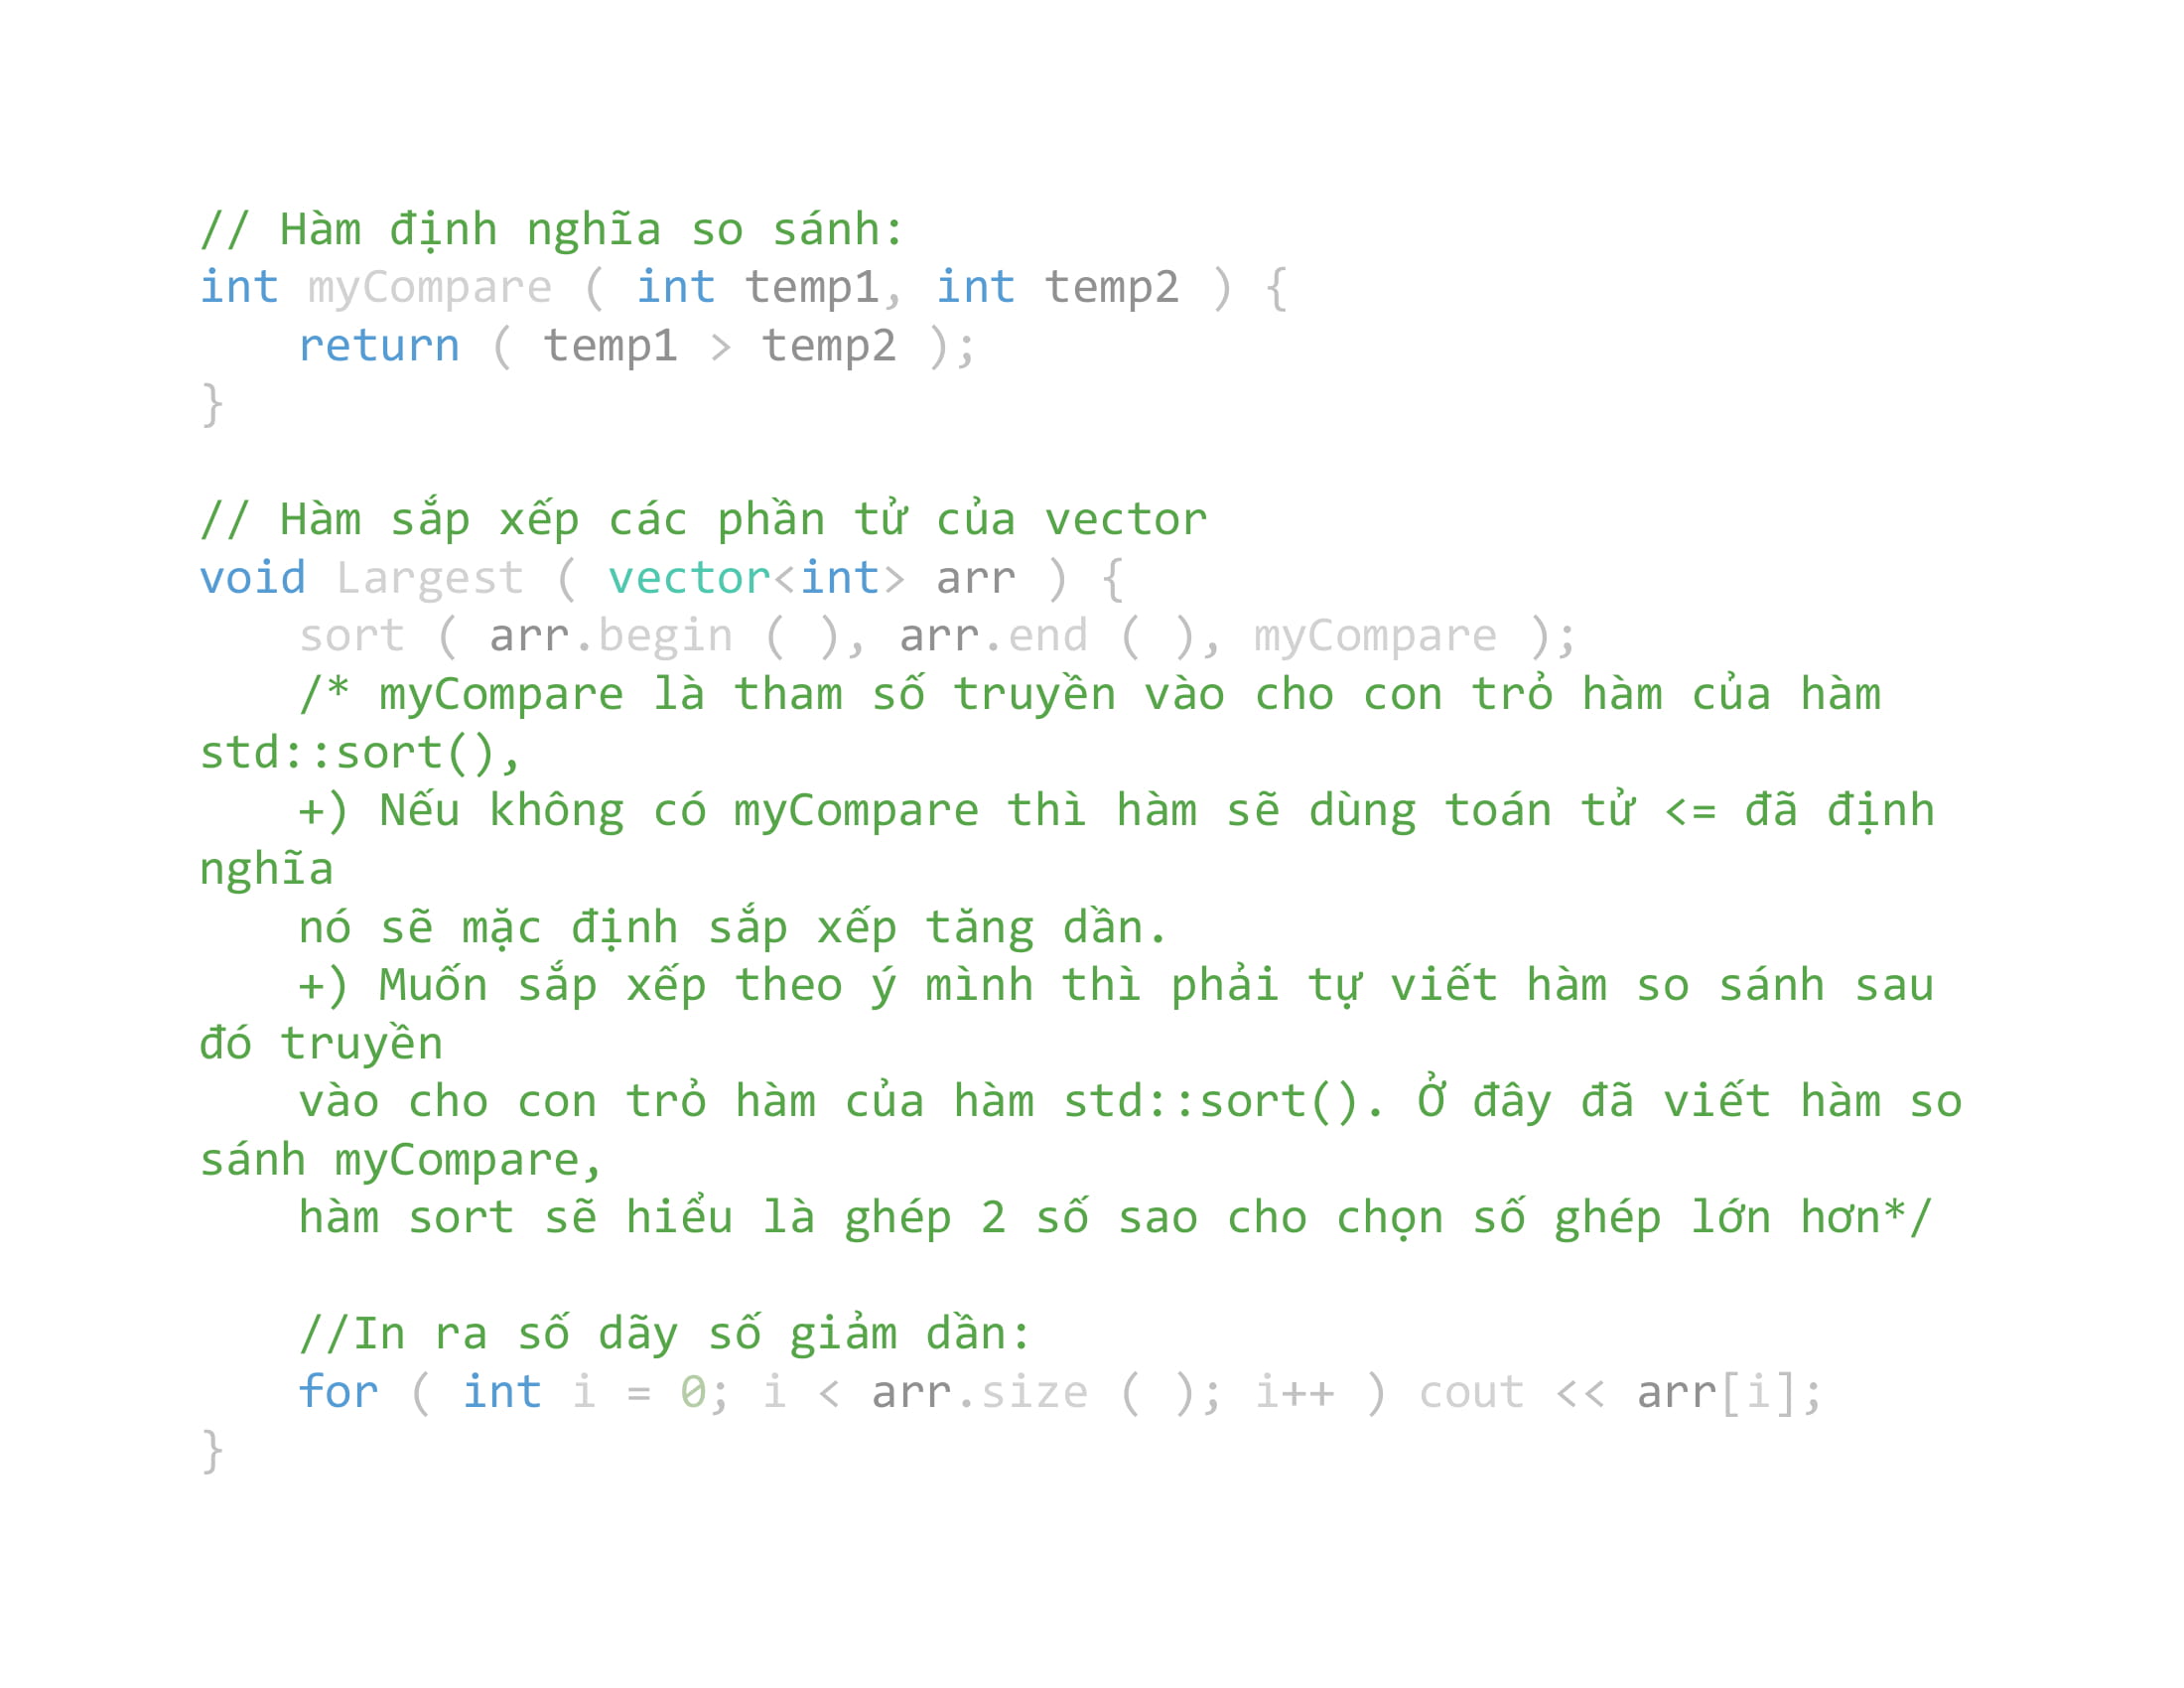 // Hàm định nghĩa so sánh:
int myCompare ( int temp1, int temp2 ) {
    return ( temp1 > temp2 );
}
// Hàm sắp xếp các phần tử của vector
void Largest ( vector<int> arr ) {
    sort ( arr.begin ( ), arr.end ( ), myCompare );
    /* myCompare là tham số truyền vào cho con trỏ hàm của hàm
std::sort(),
    +) Nếu không có myCompare thì hàm sẽ dùng toán tử <= đã định
nghĩa
    nó sẽ mặc định sắp xếp tăng dần.
    +) Muốn sắp xếp theo ý mình thì phải tự viết hàm so sánh sau
đó truyền
    vào cho con trỏ hàm của hàm std::sort(). Ở đây đã viết hàm so
sánh myCompare,
    hàm sort sẽ hiểu là ghép 2 số sao cho chọn số ghép lớn hơn*/
    //In ra số dãy số giảm dần:
    for ( int i = 0; i < arr.size ( ); i++ ) cout << arr[i];
}